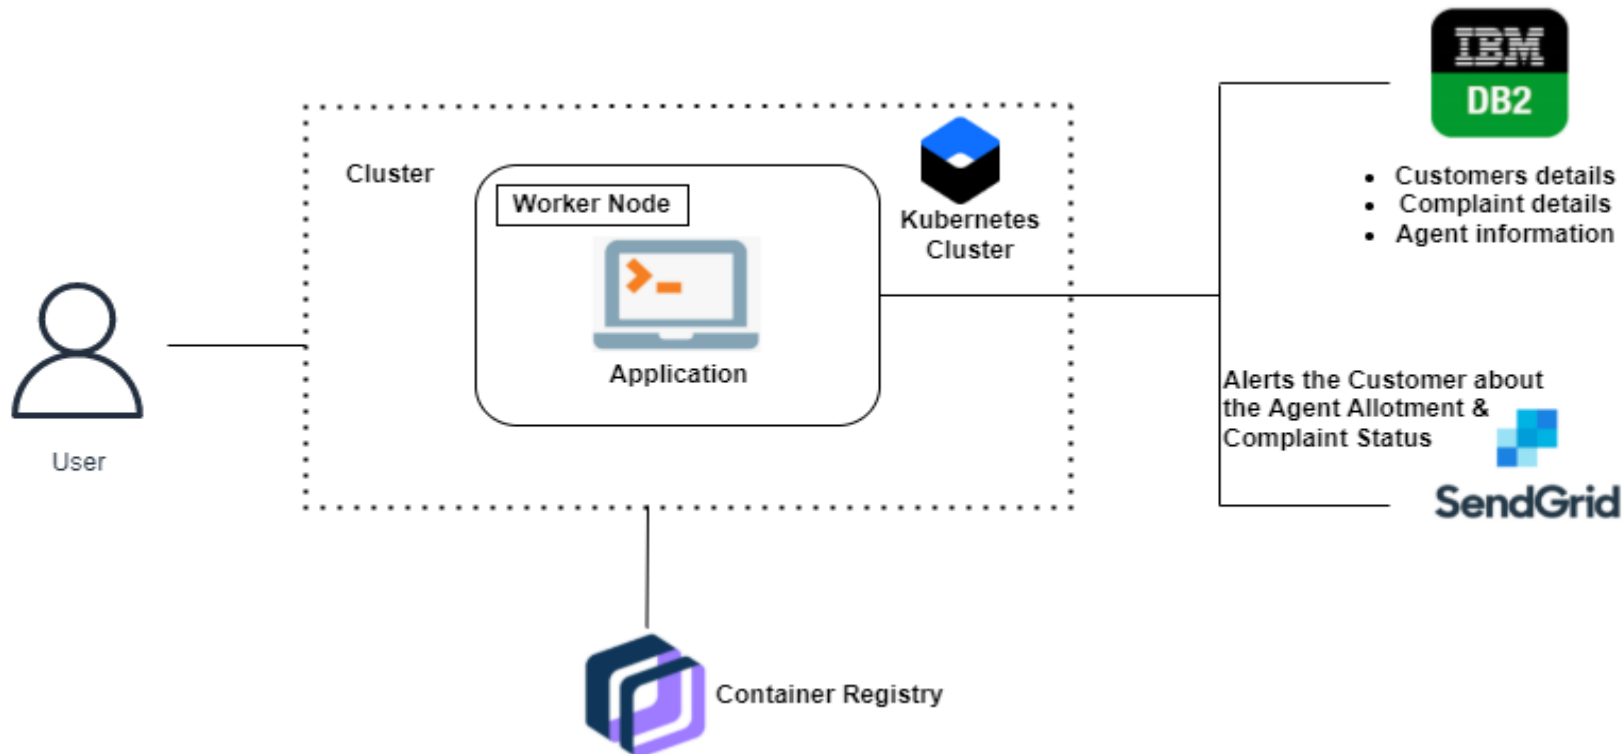 IBM
DB2
Cluster
Worker Node
Kubernetes
Cluster
• Customers details
• Complaint details
• Agent information
Application
User
Alerts the Customer about
the Agent Allotment &
Complaint Status
SendGrid
Container Registry